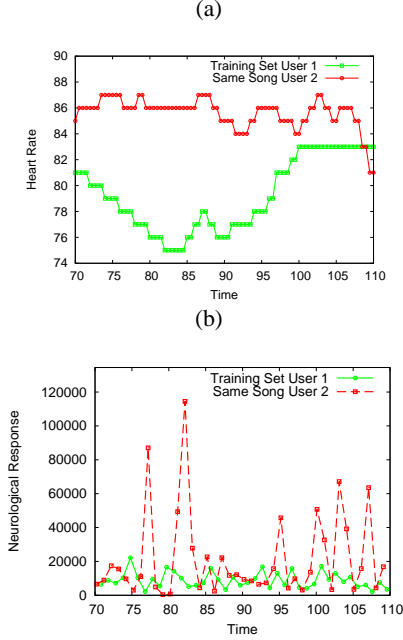 (a)
90
88
86
84
82
80
78
76
74
70 75 80 85 90 95 100 105 110
Heart Rate
Time
Training Set User 1
Same Song User 2
(b)
120000
100000
80000
60000
40000
20000
0
70 75 80 85 90 95 100 105 110
Neurological Response
Time
Training Set User 1
Same Song User 2